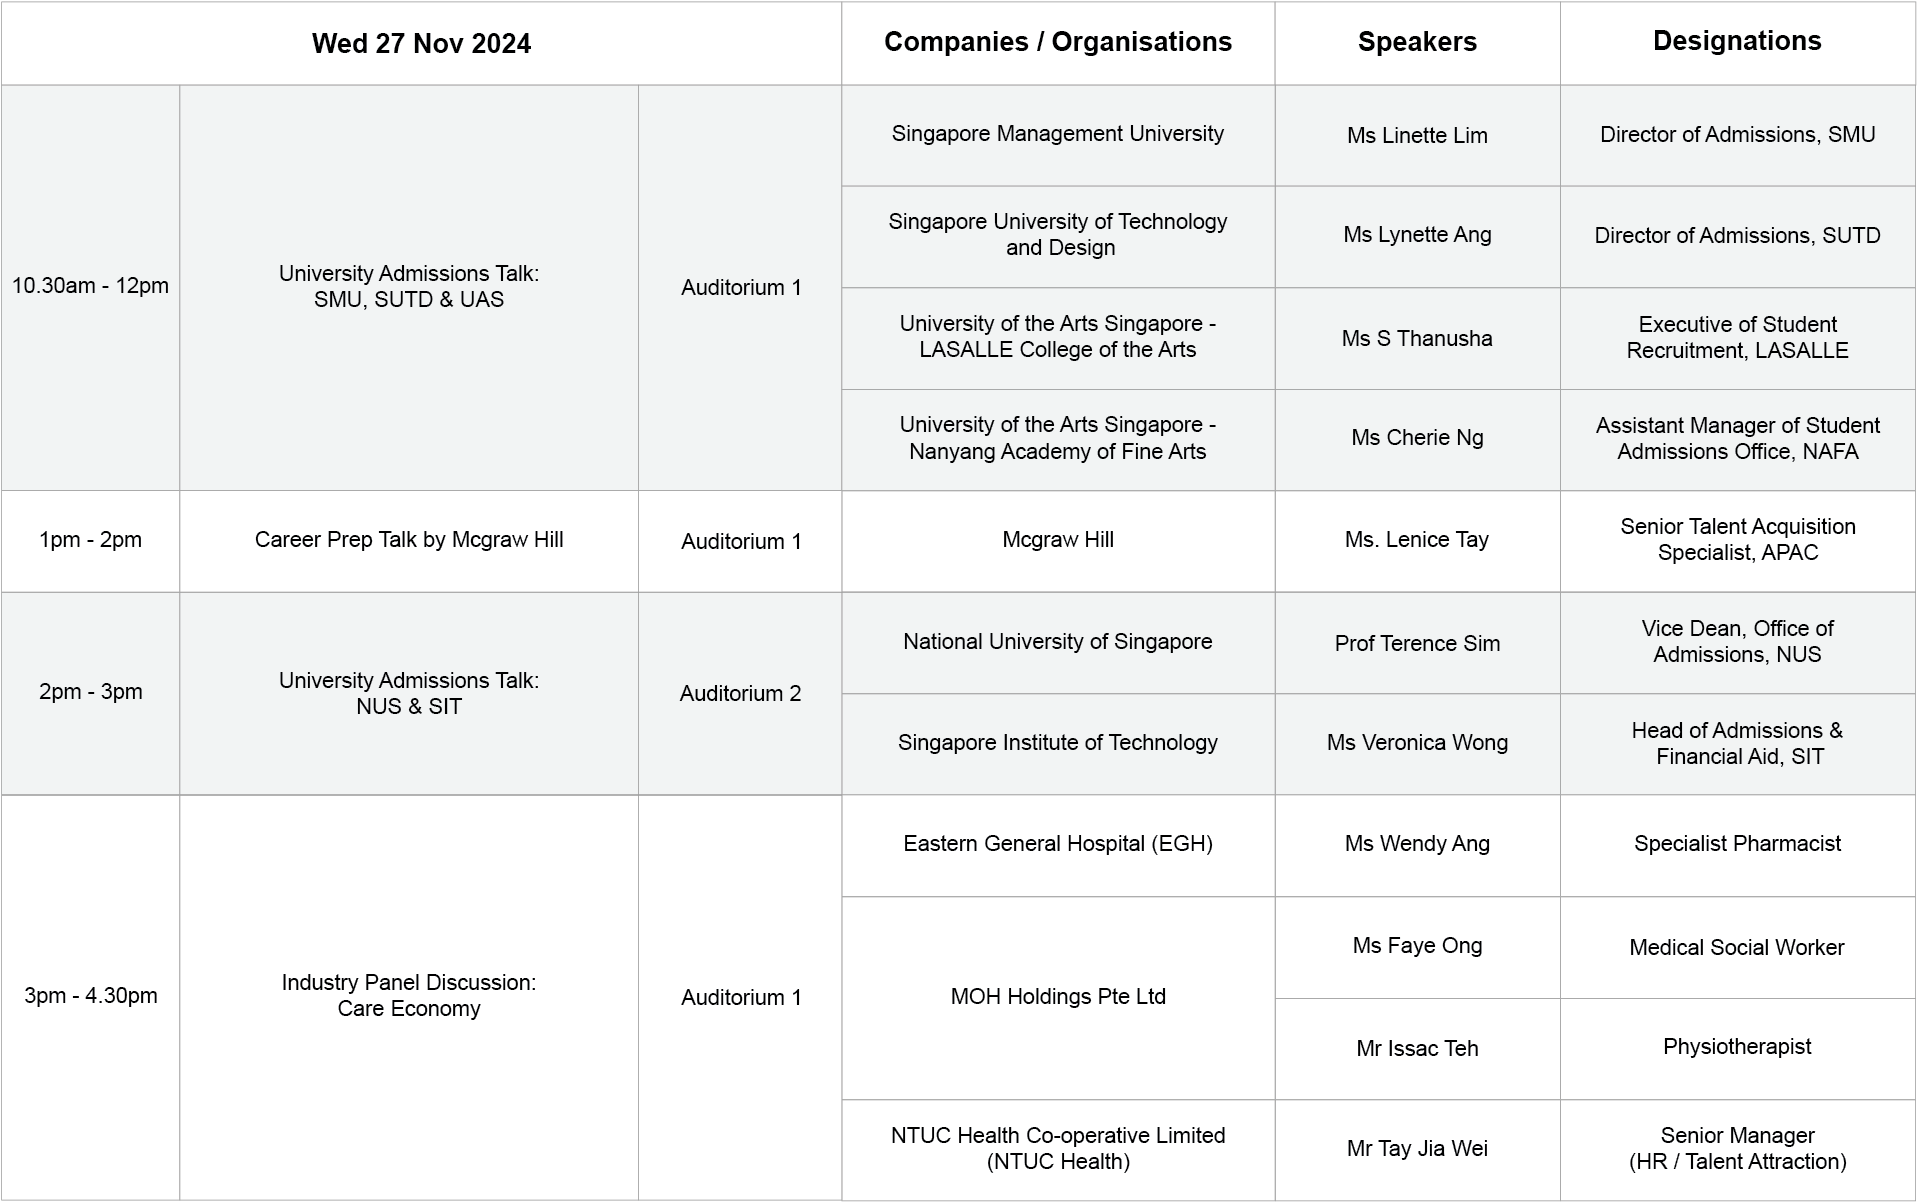 Wed 27 Nov 2024
Companies / Organisations
Speakers
Designations
10.30am - 12pm
University Admissions Talk:
SMU, SUTD & UAS
Auditorium 1
Singapore Management University
Ms Linette Lim
Director of Admissions, SMU
Singapore University of Technology
and Design
Ms Lynette Ang
Director of Admissions, SUTD
University of the Arts Singapore -
LASALLE College of the Arts
Ms S Thanusha
Executive of Student
Recruitment, LASALLE
University of the Arts Singapore -
Nanyang Academy of Fine Arts
Ms Cherie Ng
Assistant Manager of Student
Admissions Office, NAFA
1pm - 2pm
Career Prep Talk by Mcgraw Hill
Auditorium 1
Mcgraw Hill
Ms. Lenice Tay
Senior Talent Acquisition
Specialist, APAC
2pm - 3pm
University Admissions Talk:
NUS & SIT
Auditorium 2
National University of Singapore
Prof Terence Sim
Vice Dean, Office of
Admissions, NUS
Singapore Institute of Technology
Ms Veronica Wong
Head of Admissions &
Financial Aid, SIT
3pm - 4.30pm
Industry Panel Discussion:
Care Economy
Auditorium 1
Eastern General Hospital (EGH)
Ms Wendy Ang
Specialist Pharmacist
MOH Holdings Pte Ltd
Ms Faye Ong
Medical Social Worker
Mr Issac Teh
Physiotherapist
NTUC Health Co-operative Limited
(NTUC Health)
Mr Tay Jia Wei
Senior Manager
(HR / Talent Attraction)